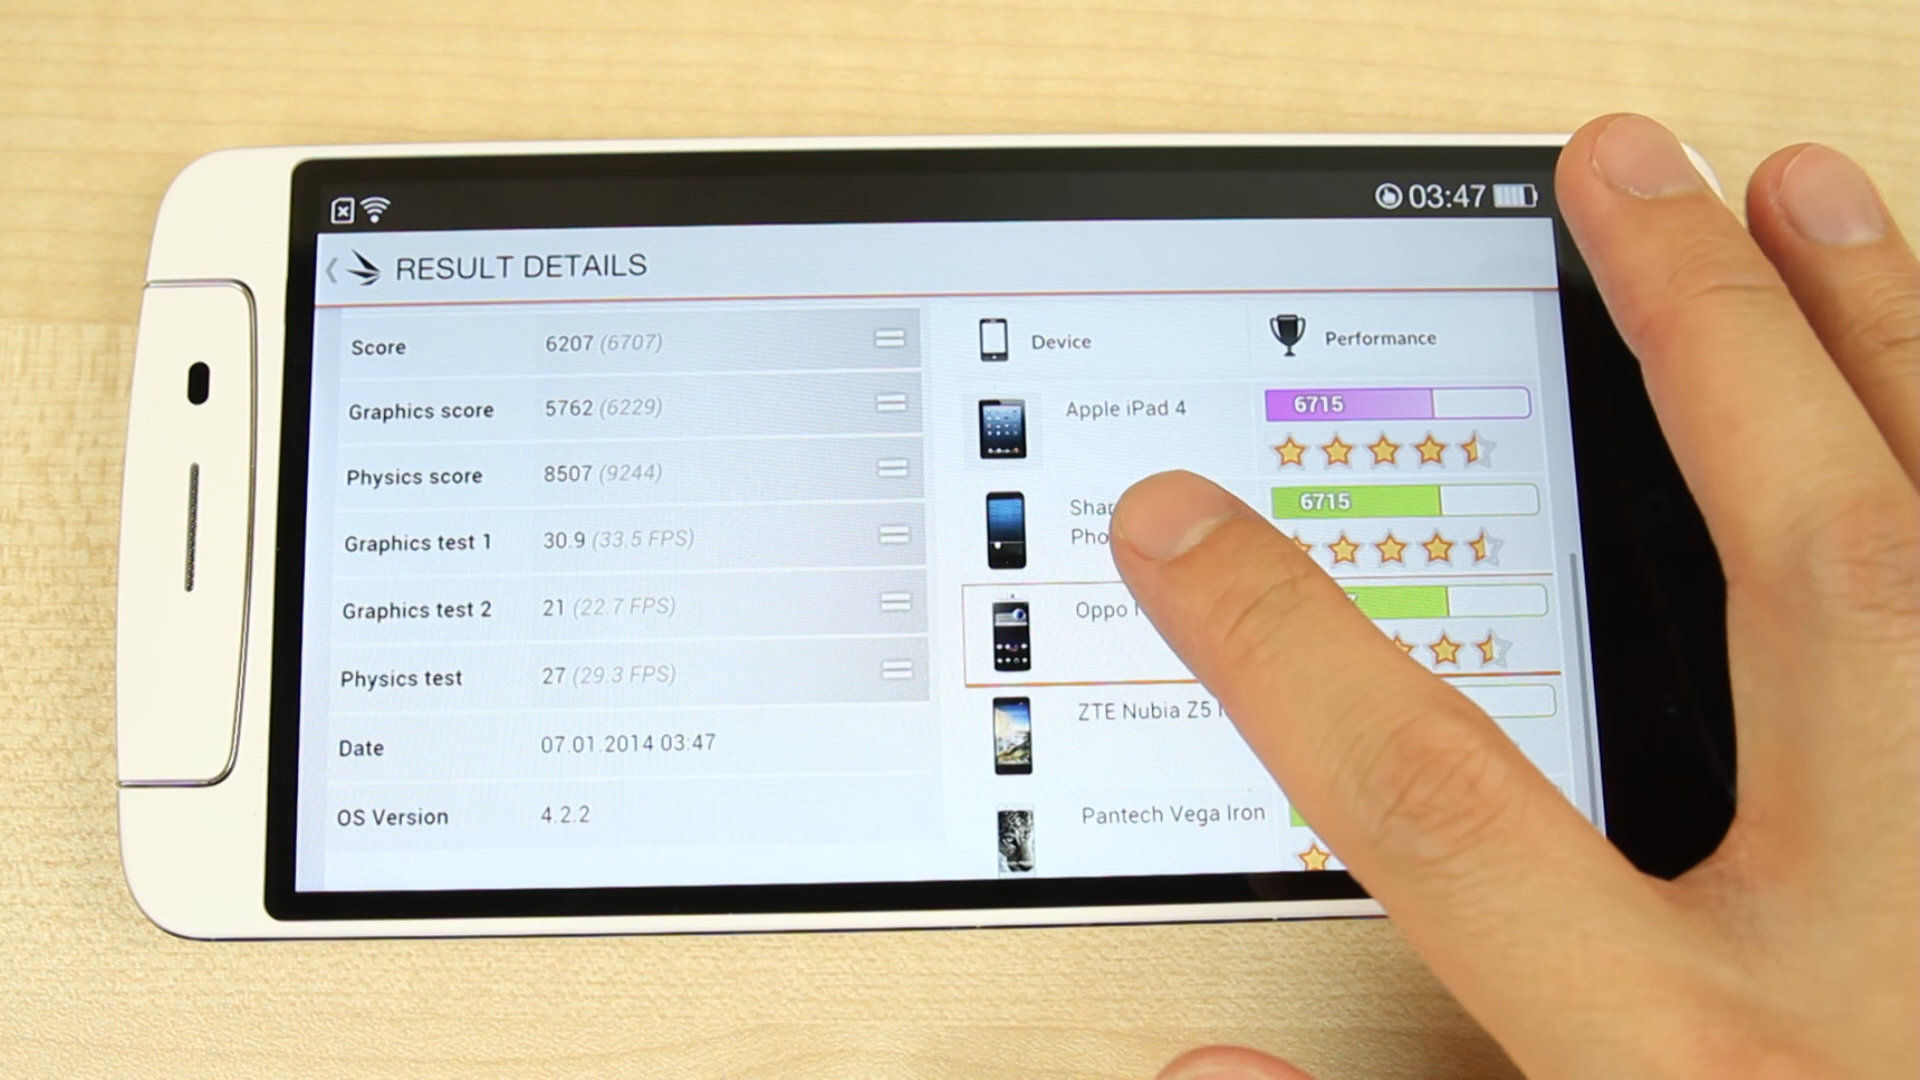 03:47
RESULT DETAILS
Score 6207 (6707)
Graphics score 5762 (6229)
Physics score 8507 (9244)
Graphics test 1 30.9 (33.5 FPS)
Graphics test 2 21 (22.7 FPS)
Physics test 27 (29.3 FPS)
Date 07.01.2014 03:47
OS Version 4.2.2
Device Performance
Apple iPad 4 6715
6715
Oppo
ZTE Nubia Z5
Pantech Vega Iron